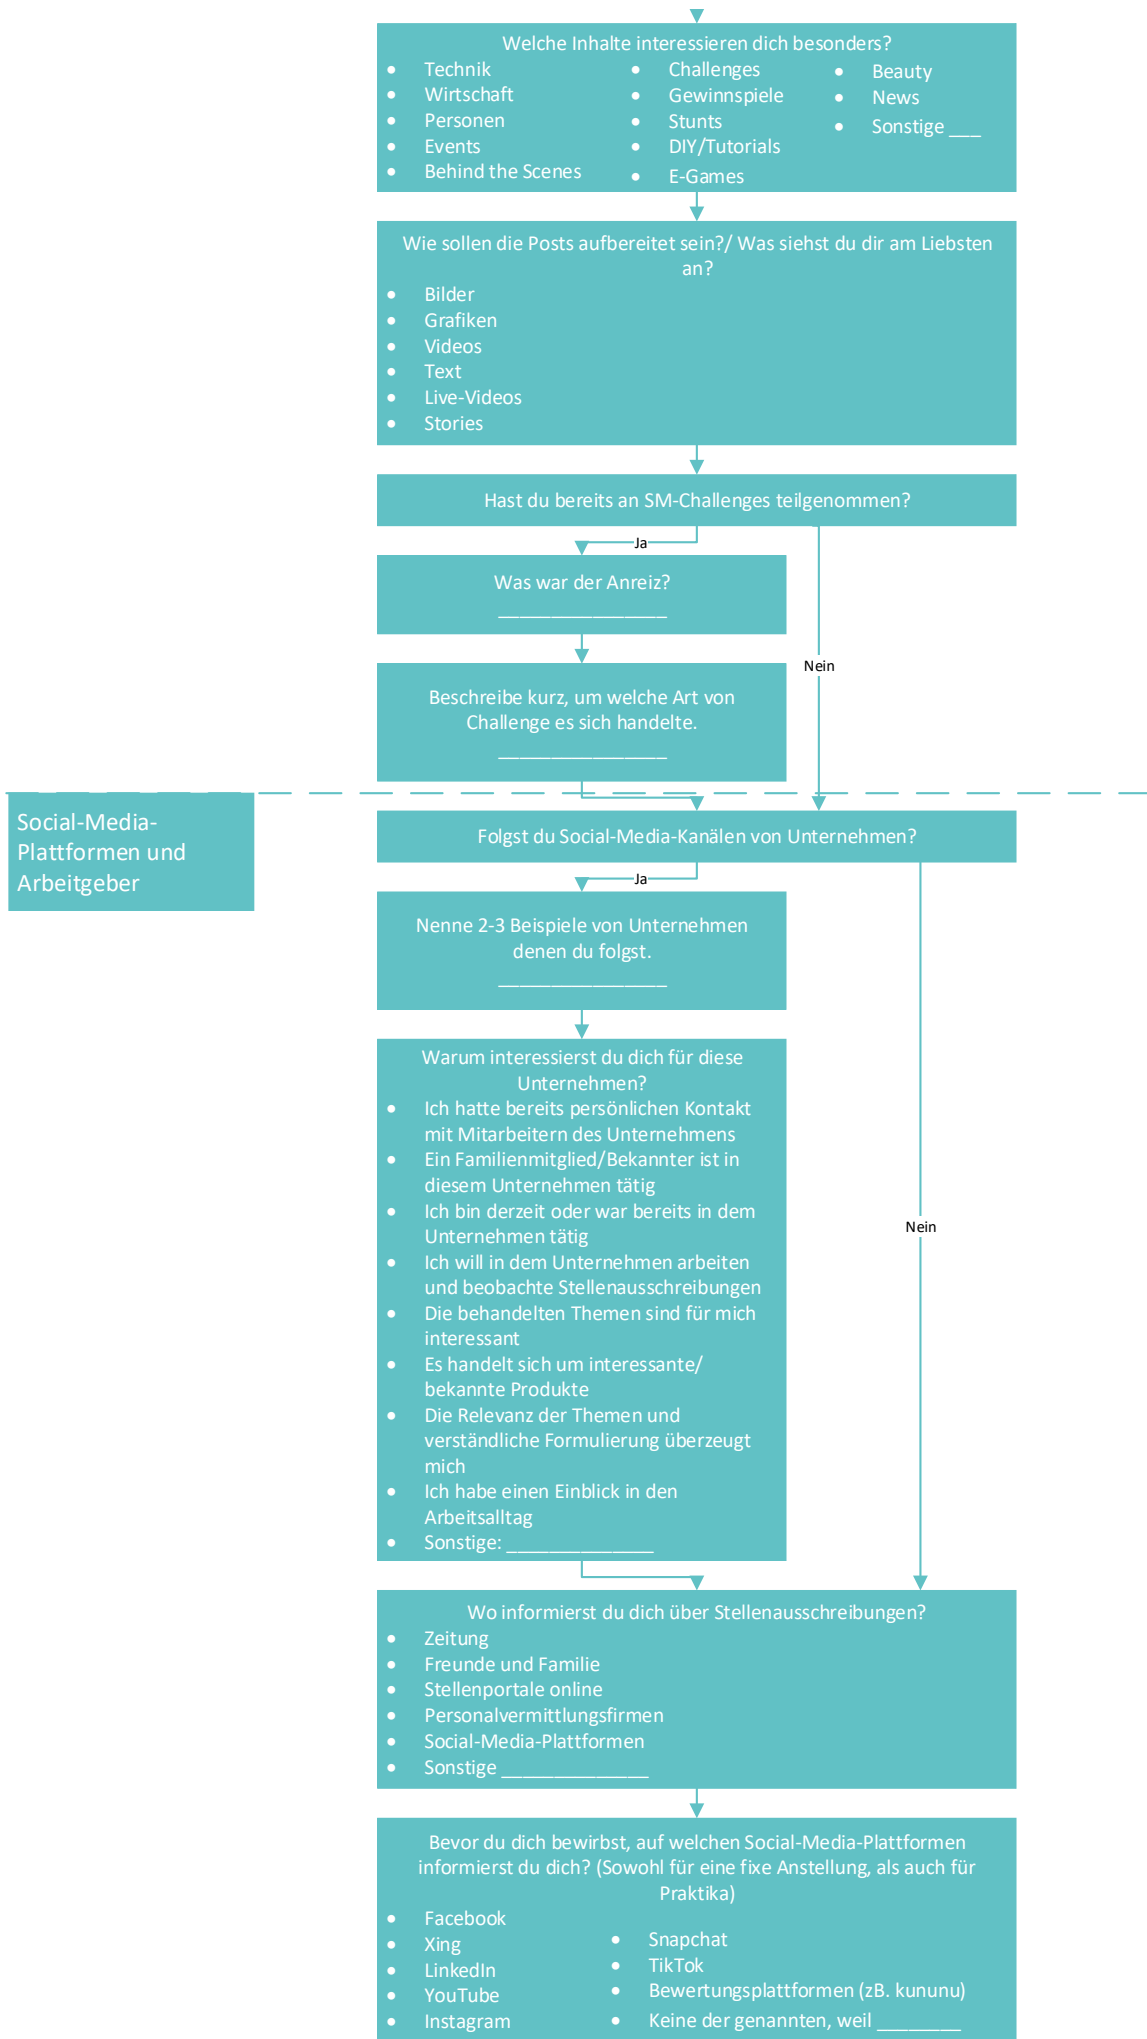 Welche Inhalte interessieren dich besonders?
• Technik
• Wirtschaft
• Personen
• Events
• Behind the Scenes
• Challenges
• Gewinnspiele
• Stunts
• DIY/Tutorials
• E-Games
• Beauty
• News
• Sonstige ___
Wie sollen die Posts aufbereitet sein?/ Was siehst du dir am Liebsten
an?
• Bilder
• Grafiken
• Videos
• Text
• Live-Videos
• Stories
Hast du bereits an SM-Challenges teilgenommen?
Ja
Was war der Anreiz?
________________
Nein
Beschreibe kurz, um welche Art von
Challenge es sich handelte.
________________
Social-Media-
Plattformen und
Arbeitgeber
Folgst du Social-Media-Kanälen von Unternehmen?
Ja
Nenne 2-3 Beispiele von Unternehmen
denen du folgst.
________________
Warum interessierst du dich für diese
Unternehmen?
• Ich hatte bereits persönlichen Kontakt
mit Mitarbeitern des Unternehmens
• Ein Familienmitglied/Bekannter ist in
diesem Unternehmen tätig
• Ich bin derzeit oder war bereits in dem
Unternehmen tätig
• Ich will in dem Unternehmen arbeiten
und beobachte Stellenausschreibungen
• Die behandelten Themen sind für mich
interessant
• Es handelt sich um interessante/
bekannte Produkte
• Die Relevanz der Themen und
verständliche Formulierung überzeugt
mich
• Ich habe einen Einblick in den
Arbeitsalltag
• Sonstige: ______________
Nein
Wo informierst du dich über Stellenausschreibungen?
• Zeitung
• Freunde und Familie
• Stellenportale online
• Personalvermittlungsfirmen
• Social-Media-Plattformen
• Sonstige ______________
Bevor du dich bewirbst, auf welchen Social-Media-Plattformen
informierst du dich? (Sowohl für eine fixe Anstellung, als auch für
Praktika)
• Facebook
• Xing
• LinkedIn
• YouTube
• Instagram
• Snapchat
• TikTok
• Bewertungsplattformen (zB. kununu)
• Keine der genannten, weil ________